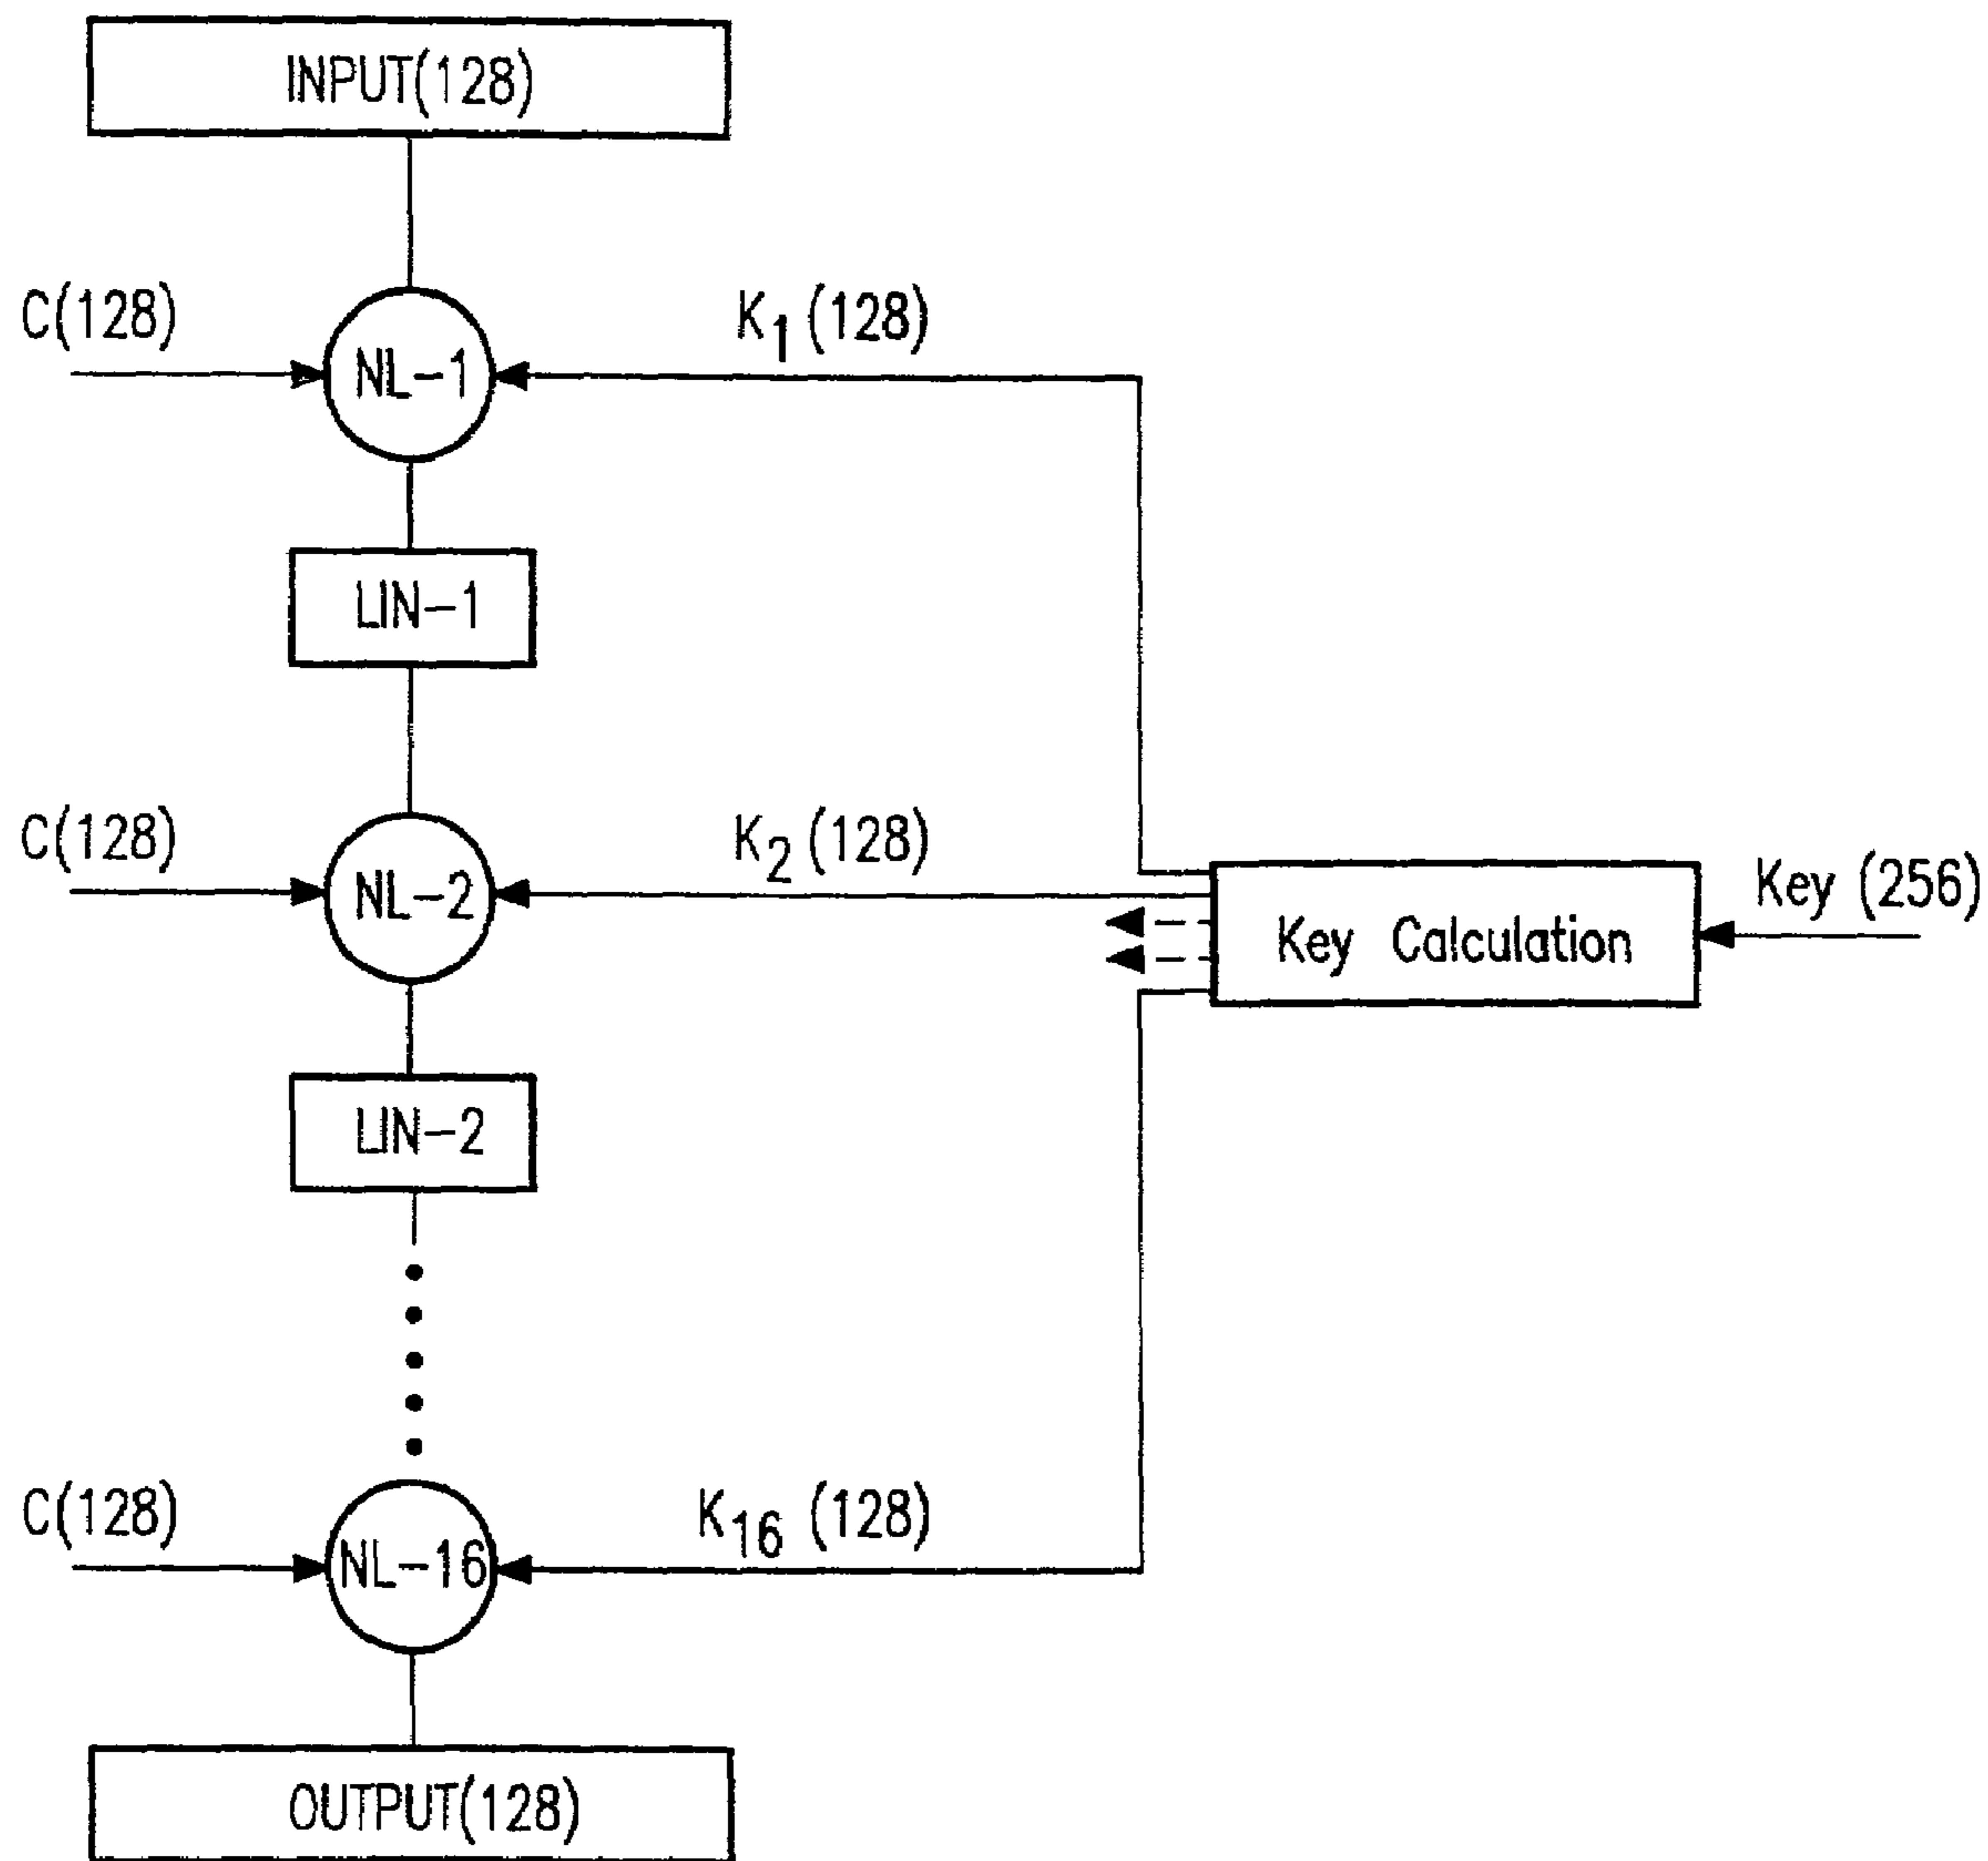 INPUT(128)
C(128)
K1 (128)
NL-1
LIN-1
C(128)
K2 (128)
NL-2
Key (256)
Key Calculation
LIN-2
C(128)
K16 (128)
NL-16
OUTPUT(128)